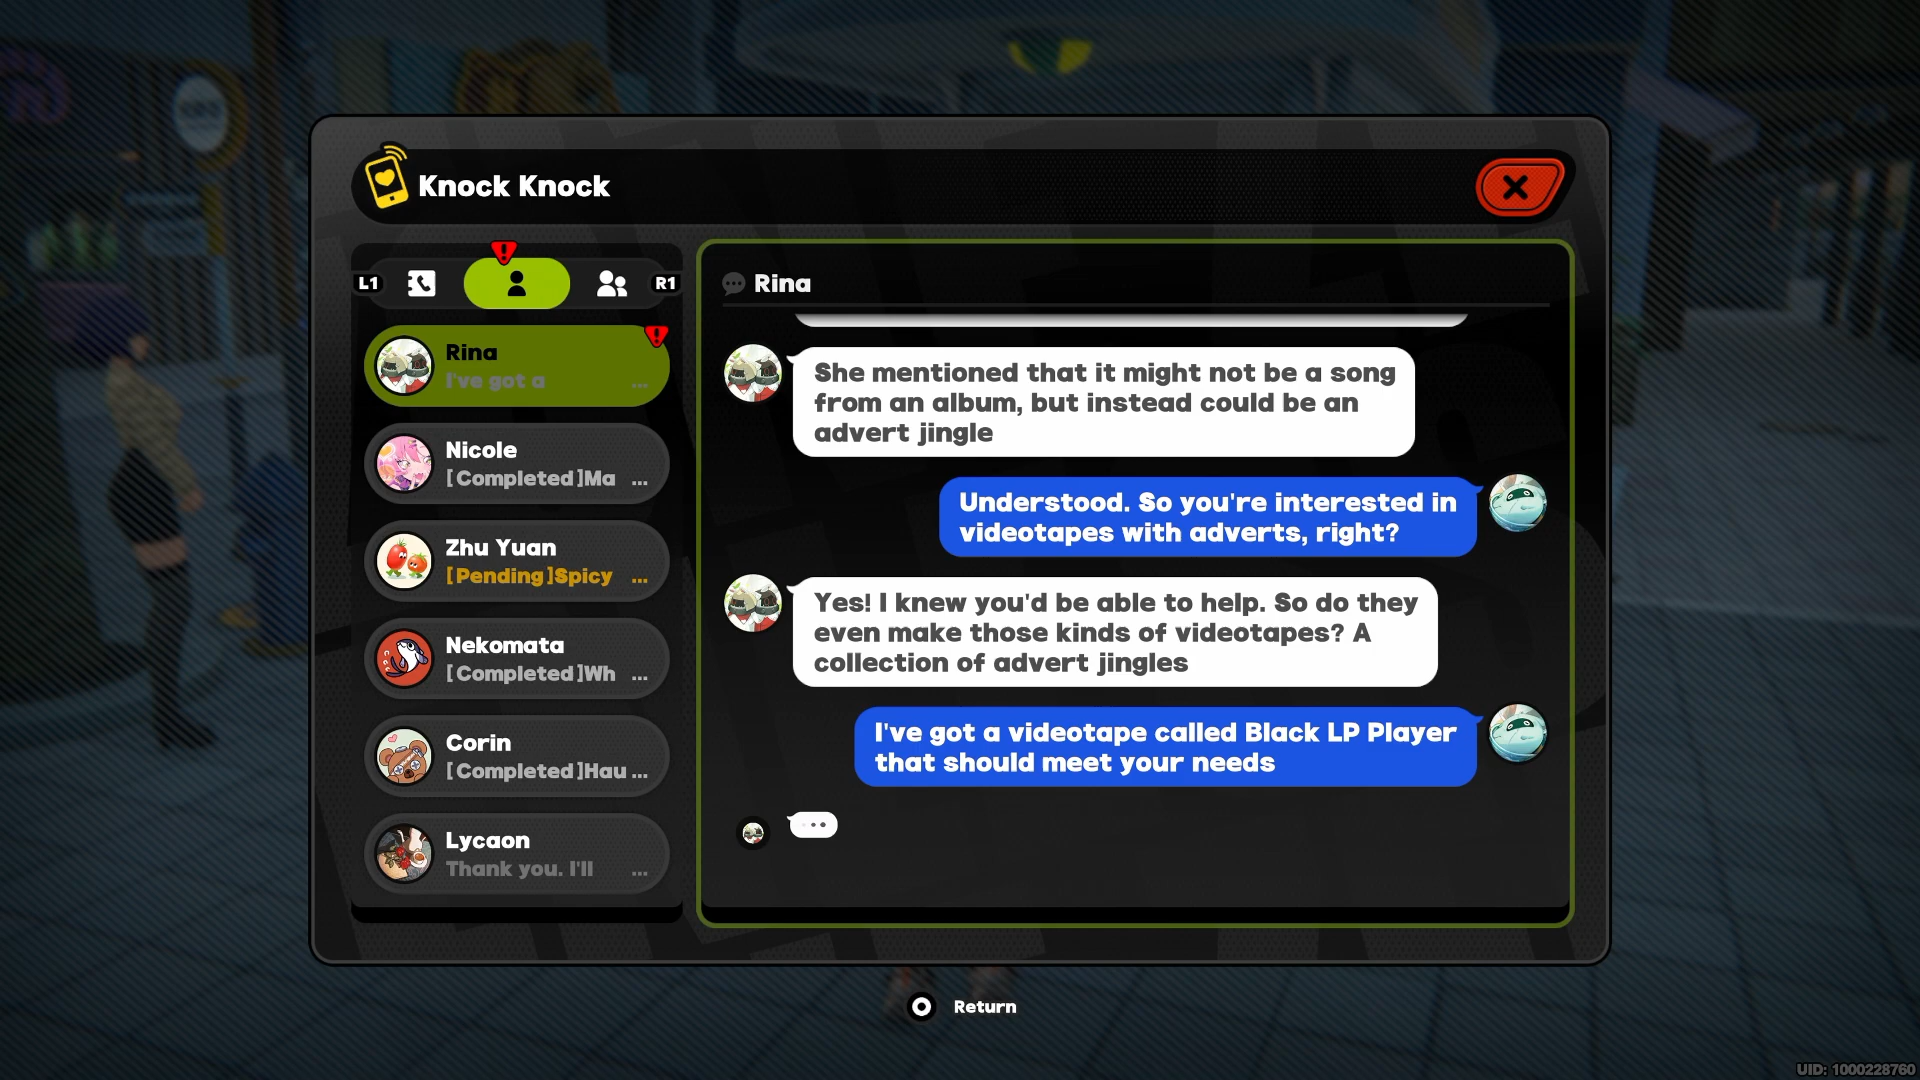 Knock Knock
L1
R1
Rina
I've got a ...
Nicole
[Completed]Ma ...
Zhu Yuan
[Pending]Spicy ...
Nekomata
[Completed]Wh ...
Corin
[Completed]Hau ...
Lycaon
Thank you. I'll ...
Rina
She mentioned that it might not be a song
from an album, but instead could be an
advert jingle
Understood. So you're interested in
videotapes with adverts, right?
Yes! I knew you'd be able to help. So do they
even make those kinds of videotapes? A
collection of advert jingles
I've got a videotape called Black LP Player
that should meet your needs
Return
UID: 1000228760